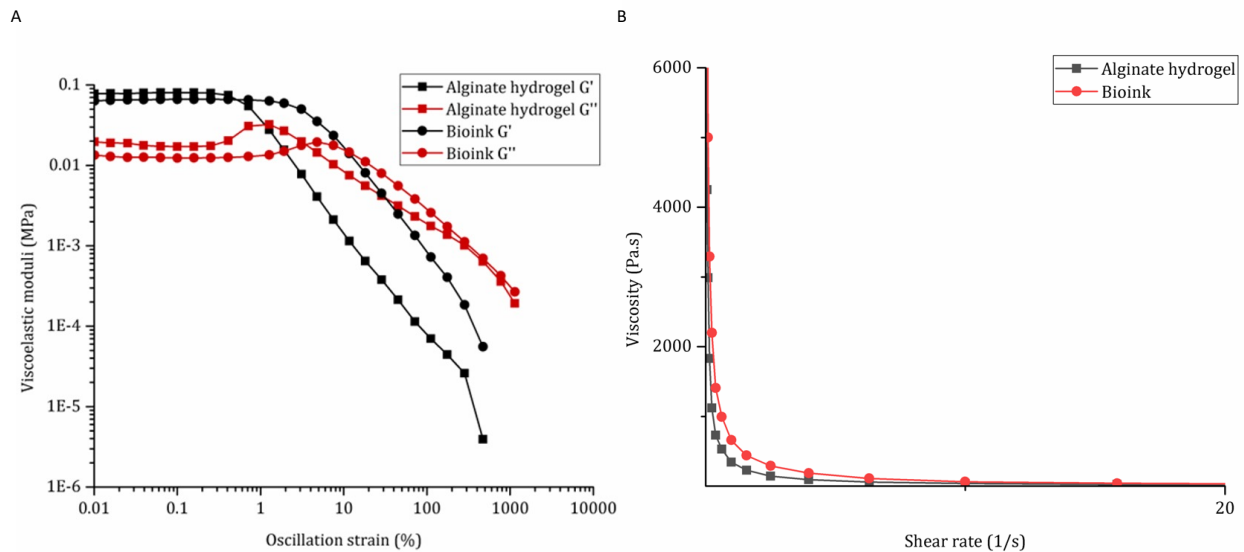 A
B
Alginate hydrogel G'
Alginate hydrogel G''
Bioink G'
Bioink G''
0.1
0.01
1E-3
1E-4
1E-5
1E-6
Viscoelastic moduli (MPa)
0.01
0.1
1
10
100
1000
10000
Oscillation strain (%)
Alginate hydrogel
Bioink
6000
4000
2000
Viscosity (Pa.s)
20
Shear rate (1/s)